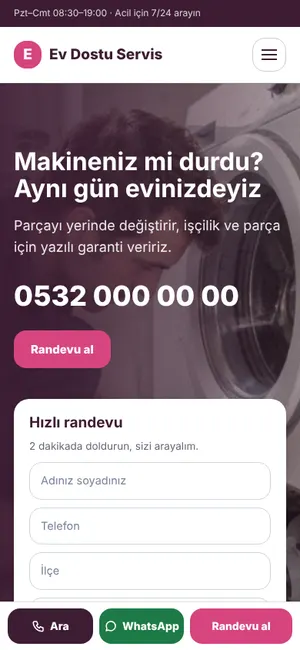 Pzt–Cmt 08:30–19:00 · Acil için 7/24 arayın
E Ev Dostu Servis
Makineniz mi durdu?
Aynı gün evinizdeyiz
Parçayı yerinde değiştirir, işçilik ve parça
için yazılı garanti veririz.
0532 000 00 00
Randevu al
Hızlı randevu
2 dakikada doldurun, sizi arayalım.
Adınız soyadınız
Telefon
İlçe
Ara WhatsApp Randevu al